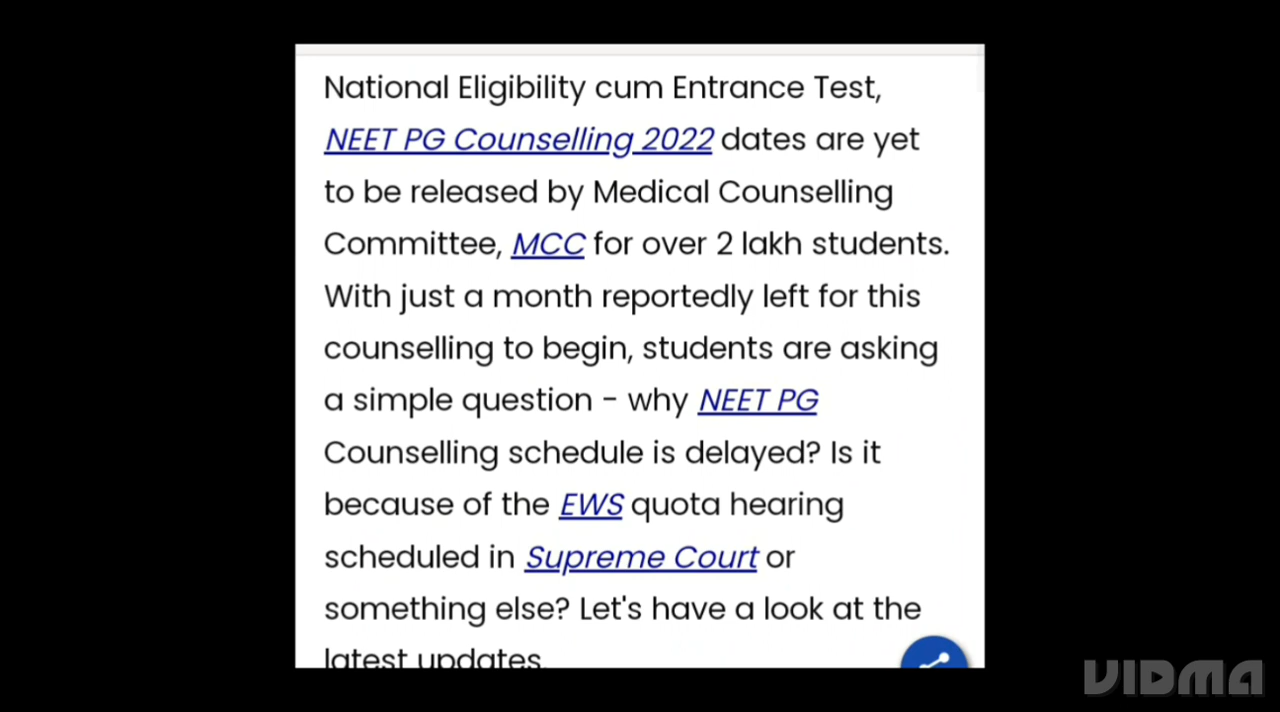 National Eligibility cum Entrance Test,
NEET PG Counselling 2022 dates are yet
to be released by Medical Counselling
Committee, MCC for over 2 lakh students.
With just a month reportedly left for this
counselling to begin, students are asking
a simple question - why NEET PG
Counselling schedule is delayed? Is it
because of the EWS quota hearing
scheduled in Supreme Court or
something else? Let's have a look at the
latest updates.
VIDMA